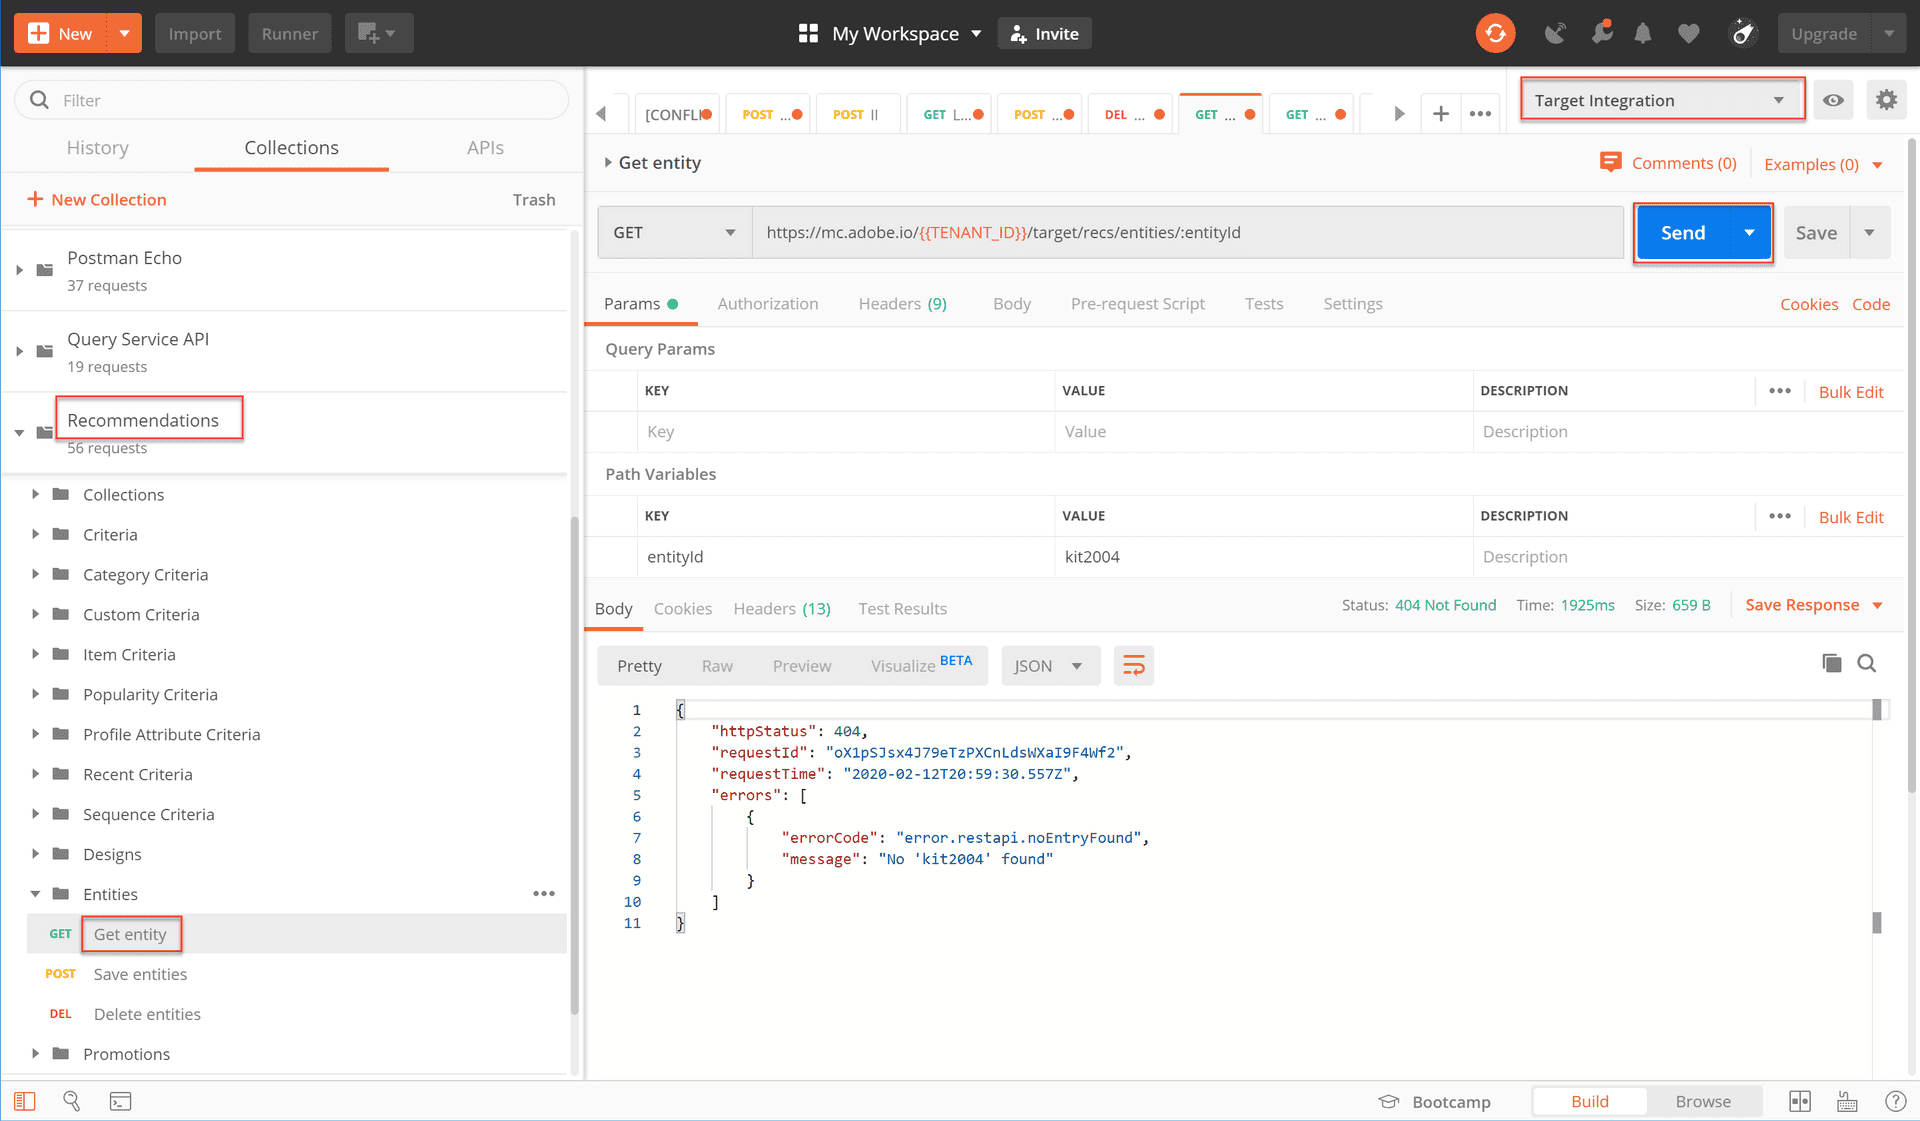 New Import Runner My Workspace Invite Upgrade
Filter
[CONFLI POST ... POST || GET L... POST ... DEL ... GET ... GET ... Target Integration
History Collections APIs
New Collection Trash
Postman Echo
37 requests
Query Service API
19 requests
Recommendations
56 requests
Collections
Criteria
Category Criteria
Custom Criteria
Item Criteria
Popularity Criteria
Profile Attribute Criteria
Recent Criteria
Sequence Criteria
Designs
Entities
GET Get entity
POST Save entities
DEL Delete entities
Promotions
Get entity Comments (0) Examples (0)
GET https://mc.adobe.io/{{TENANT_ID}}/target/recs/entities/:entityId Send Save
Params Authorization Headers (9) Body Pre-request Script Tests Settings Cookies Code
Query Params
KEY VALUE DESCRIPTION Bulk Edit
Key Value Description
Path Variables
KEY VALUE DESCRIPTION Bulk Edit
entityId kit2004 Description
Body Cookies Headers (13) Test Results Status: 404 Not Found Time: 1925ms Size: 659 B Save Response
Pretty Raw Preview Visualize BETA JSON
1 {
2 "httpStatus": 404,
3 "requestId": "oX1pSJsx4J79eTzPXCnLdsWXaI9F4Wf2",
4 "requestTime": "2020-02-12T20:59:30.557Z",
5 "errors": [
6 {
7 "errorCode": "error.restapi.noEntryFound",
8 "message": "No 'kit2004' found"
9 }
10 ]
11 }
Bootcamp Build Browse